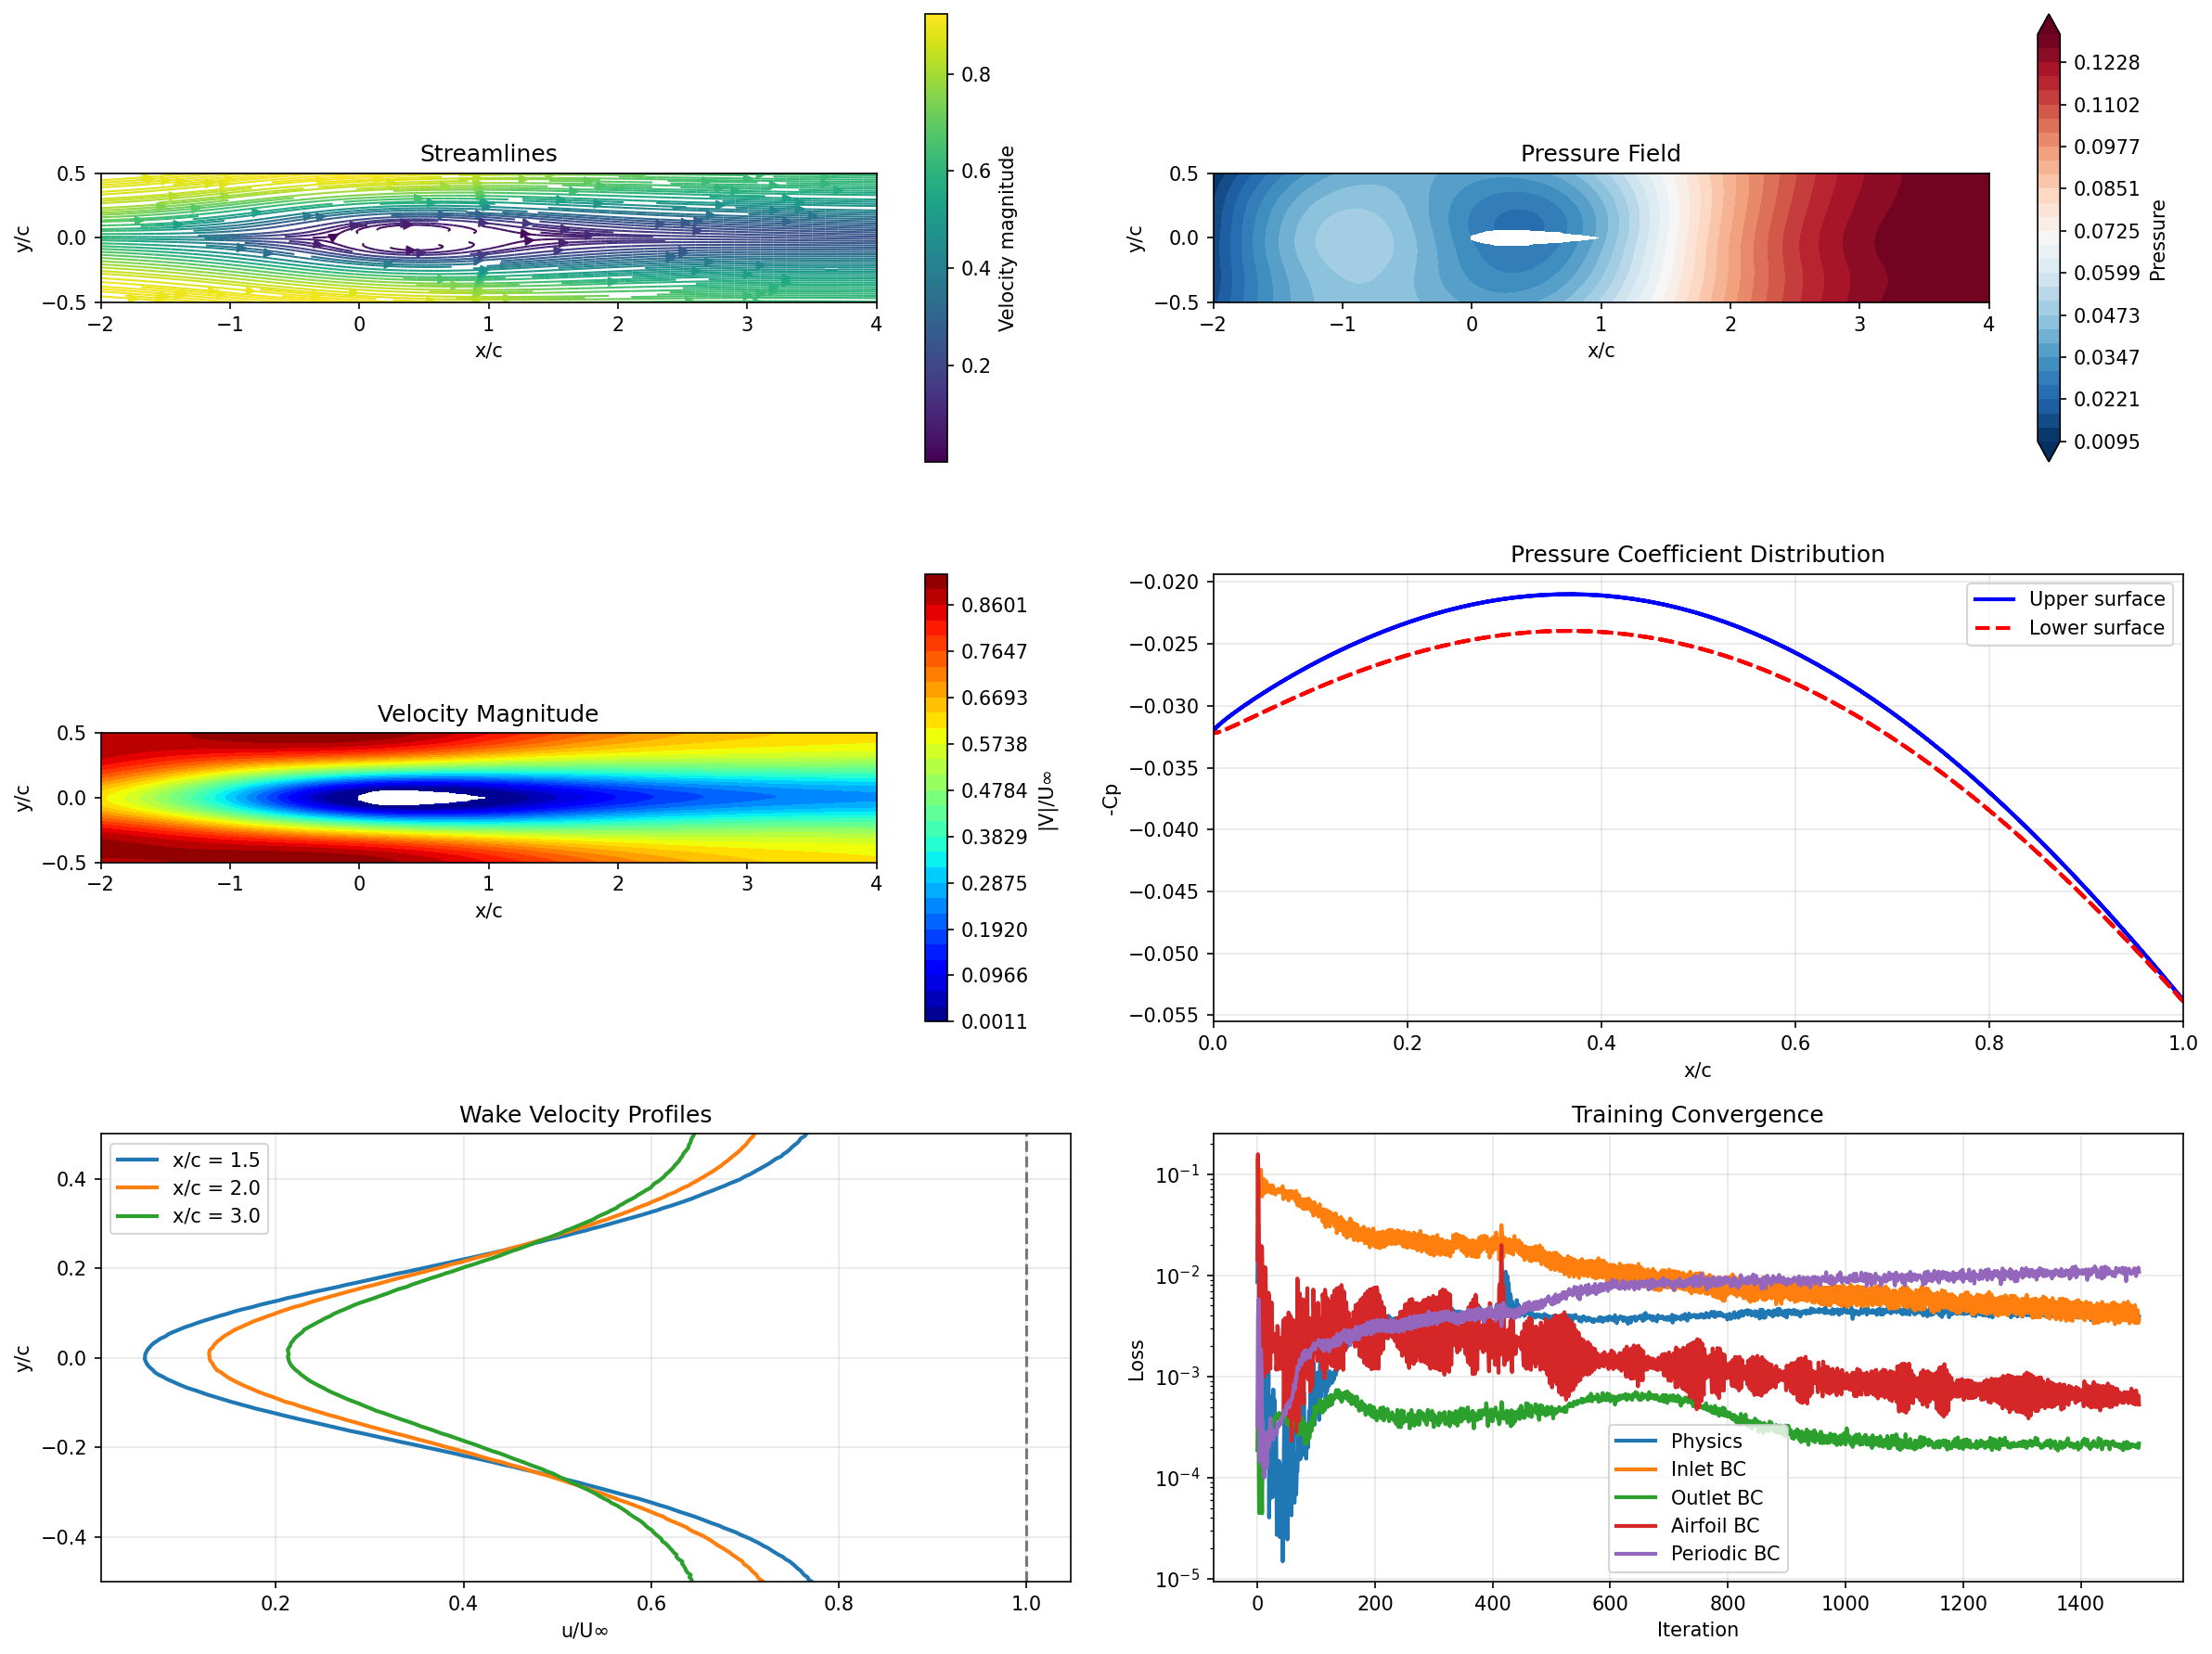 Streamlines
0.5
0.0
−0.5
y/c
−2 −1 0 1 2 3 4
x/c
0.8
0.6
0.4
0.2
Velocity magnitude
Pressure Field
0.5
0.0
−0.5
y/c
−2 −1 0 1 2 3 4
x/c
0.1228
0.1102
0.0977
0.0851
0.0725
0.0599
0.0473
0.0347
0.0221
0.0095
Pressure
Velocity Magnitude
0.5
0.0
−0.5
y/c
−2 −1 0 1 2 3 4
x/c
0.8601
0.7647
0.6693
0.5738
0.4784
0.3829
0.2875
0.1920
0.0966
0.0011
|V|/U∞
Pressure Coefficient Distribution
−0.020
−0.025
−0.030
−0.035
−0.040
−0.045
−0.050
−0.055
-Cp
Upper surface
Lower surface
0.0 0.2 0.4 0.6 0.8 1.0
x/c
Wake Velocity Profiles
x/c = 1.5
x/c = 2.0
x/c = 3.0
0.4
0.2
0.0
−0.2
−0.4
y/c
0.2 0.4 0.6 0.8 1.0
u/U∞
Training Convergence
10⁻¹
10⁻²
10⁻³
10⁻⁴
10⁻⁵
Loss
Physics
Inlet BC
Outlet BC
Airfoil BC
Periodic BC
0 200 400 600 800 1000 1200 1400
Iteration